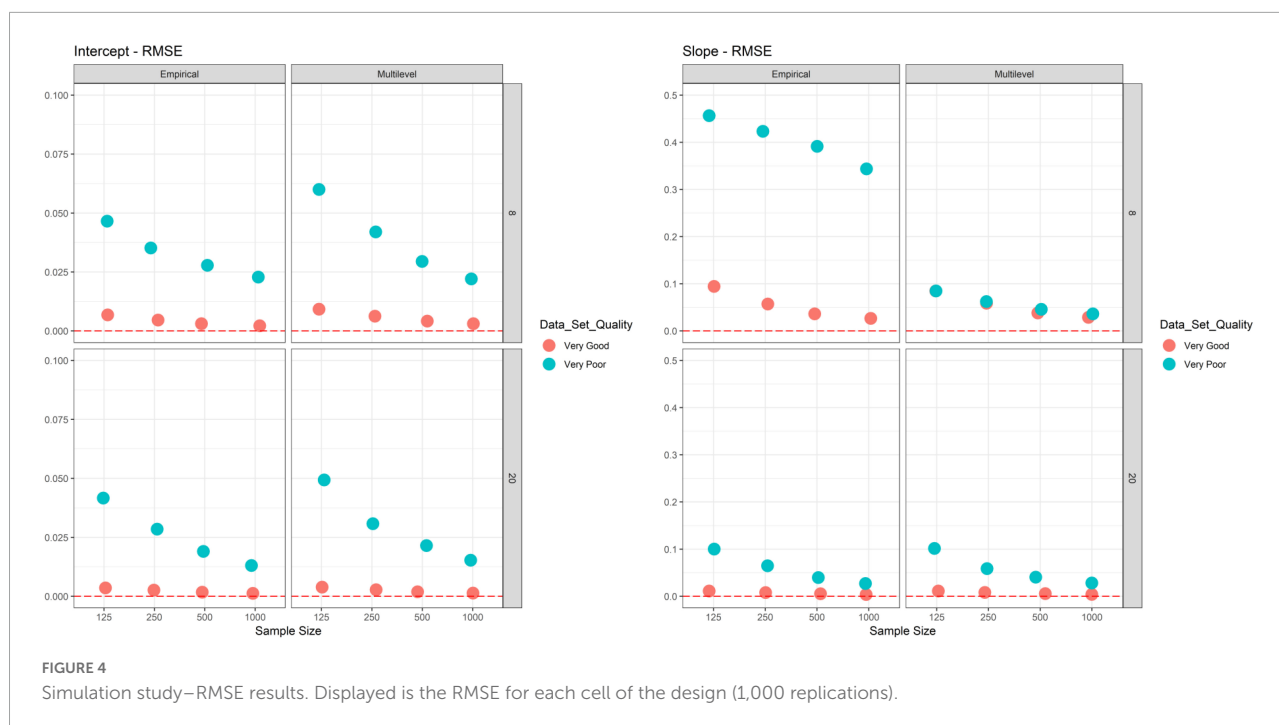 Intercept - RMSE
Empirical
Multilevel
0.100
0.075
0.050
0.025
0.000
8
0.100
0.075
0.050
0.025
0.000
20
125
250
500
1000
125
250
500
1000
Sample Size
Data_Set_Quality
Very Good
Very Poor
Slope - RMSE
Empirical
Multilevel
0.5
0.4
0.3
0.2
0.1
0.0
8
0.5
0.4
0.3
0.2
0.1
0.0
20
125
250
500
1000
125
250
500
1000
Sample Size
Data_Set_Quality
Very Good
Very Poor
FIGURE 4
Simulation study–RMSE results. Displayed is the RMSE for each cell of the design (1,000 replications).